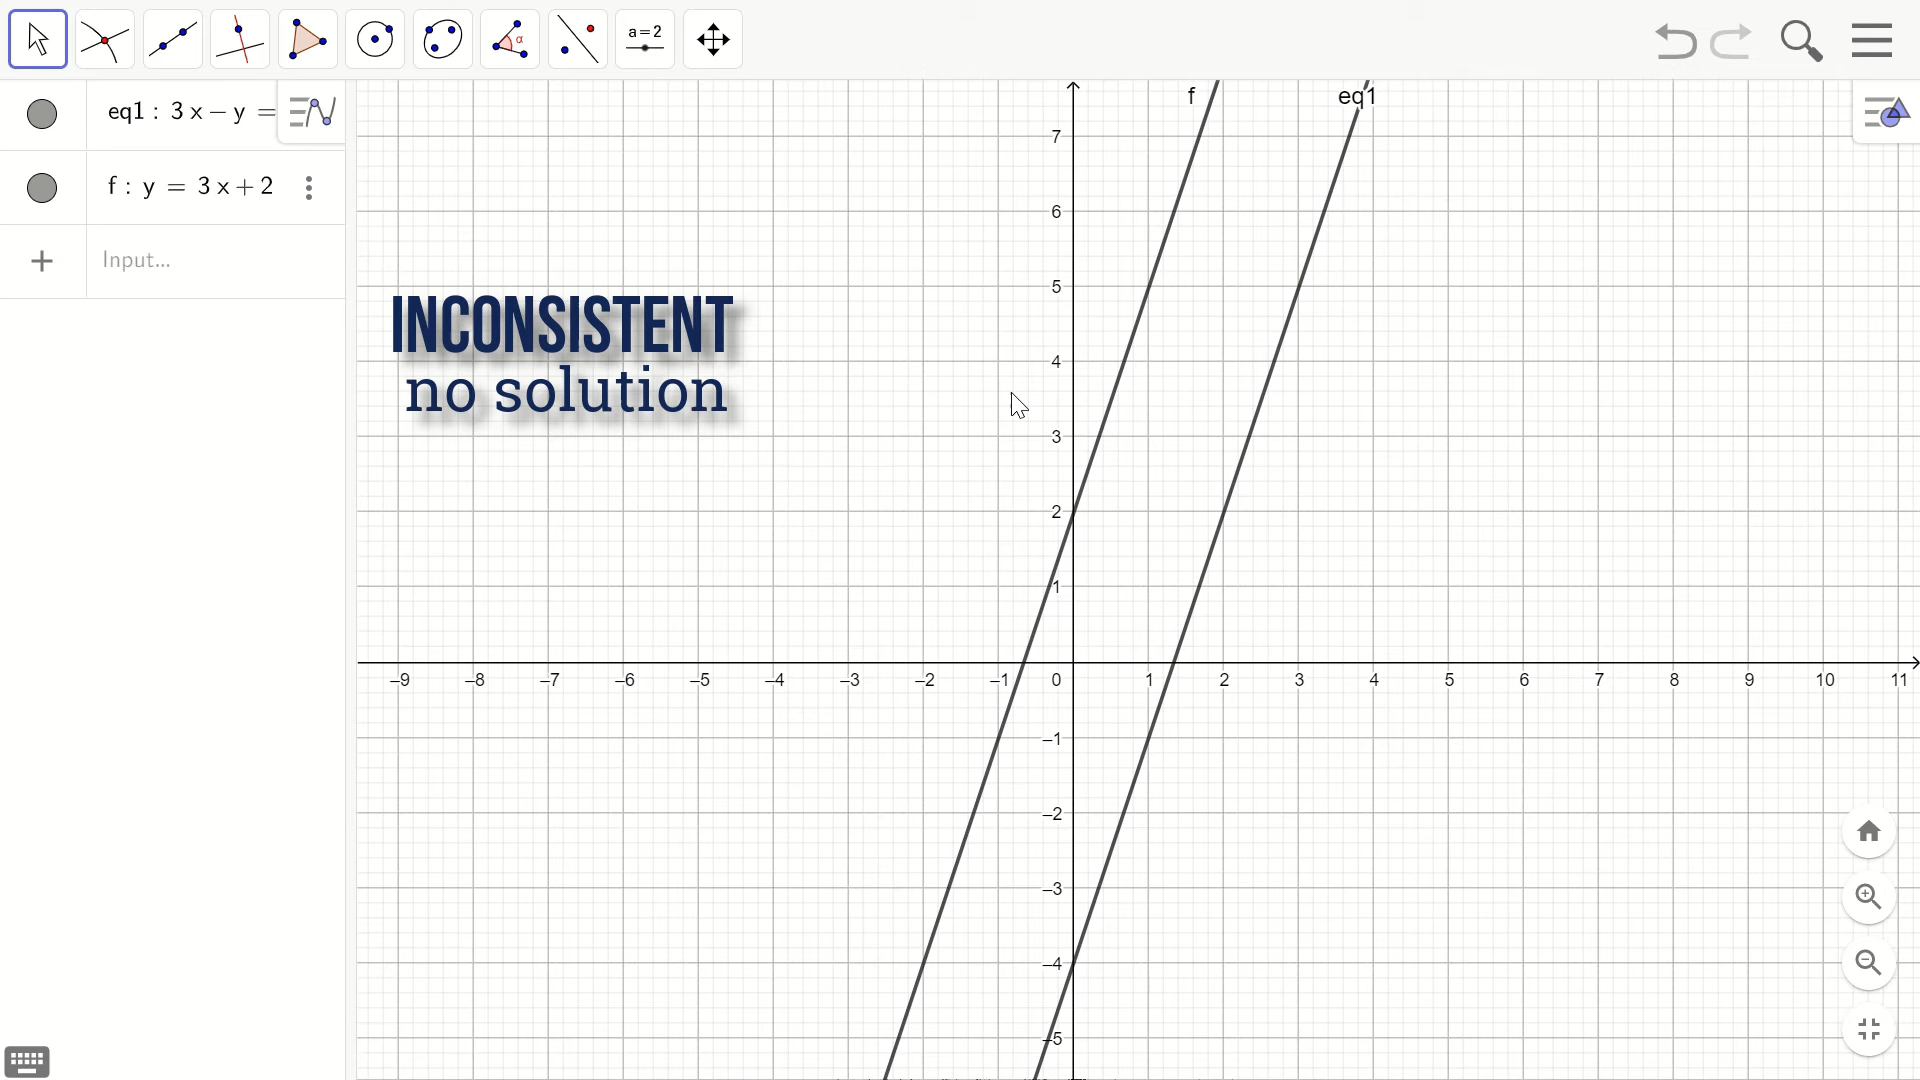 a=2
α
eq1 : 3 x – y =
f : y = 3 x + 2
Input...
f
eq1
INCONSISTENT
no solution
7
6
5
4
3
2
1
–9 –8 –7 –6 –5 –4 –3 –2 –1 0 1 2 3 4 5 6 7 8 9 10 11
–1
–2
–3
–4
–5